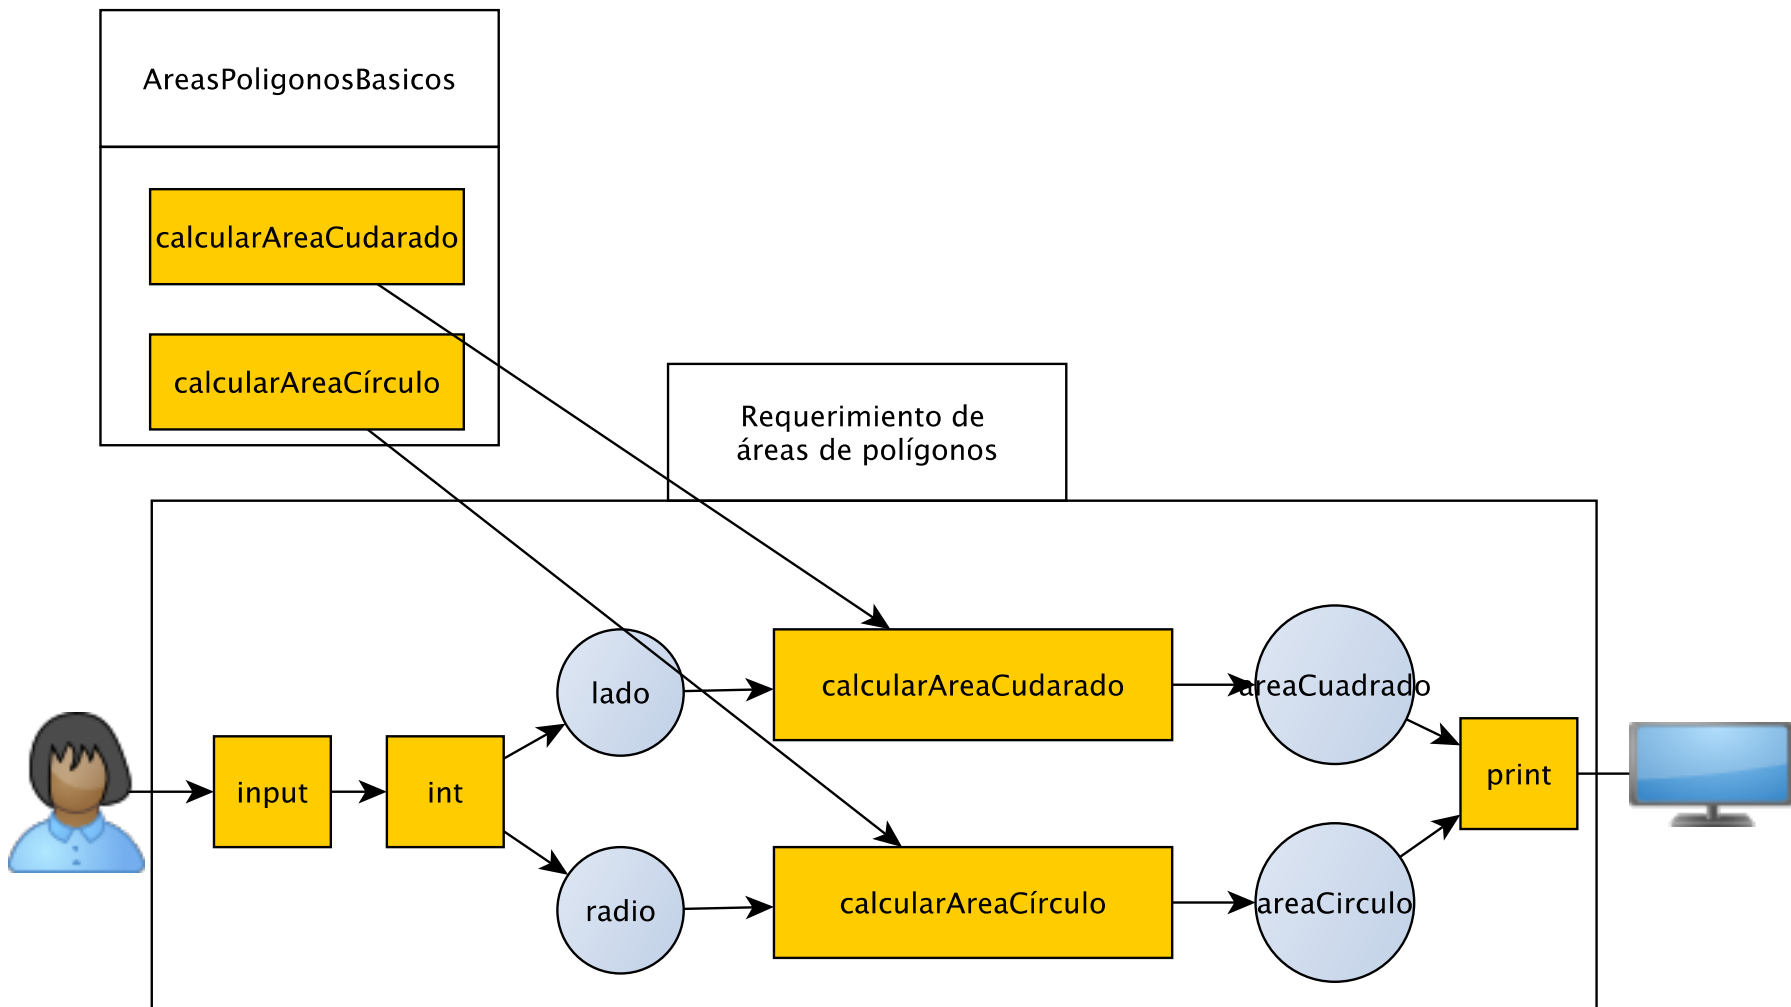 AreasPoligonosBasicos
calcularAreaCudarado
calcularAreaCírculo
Requerimiento de
áreas de polígonos
input
int
lado
radio
calcularAreaCudarado
calcularAreaCírculo
areaCuadrado
areaCirculo
print